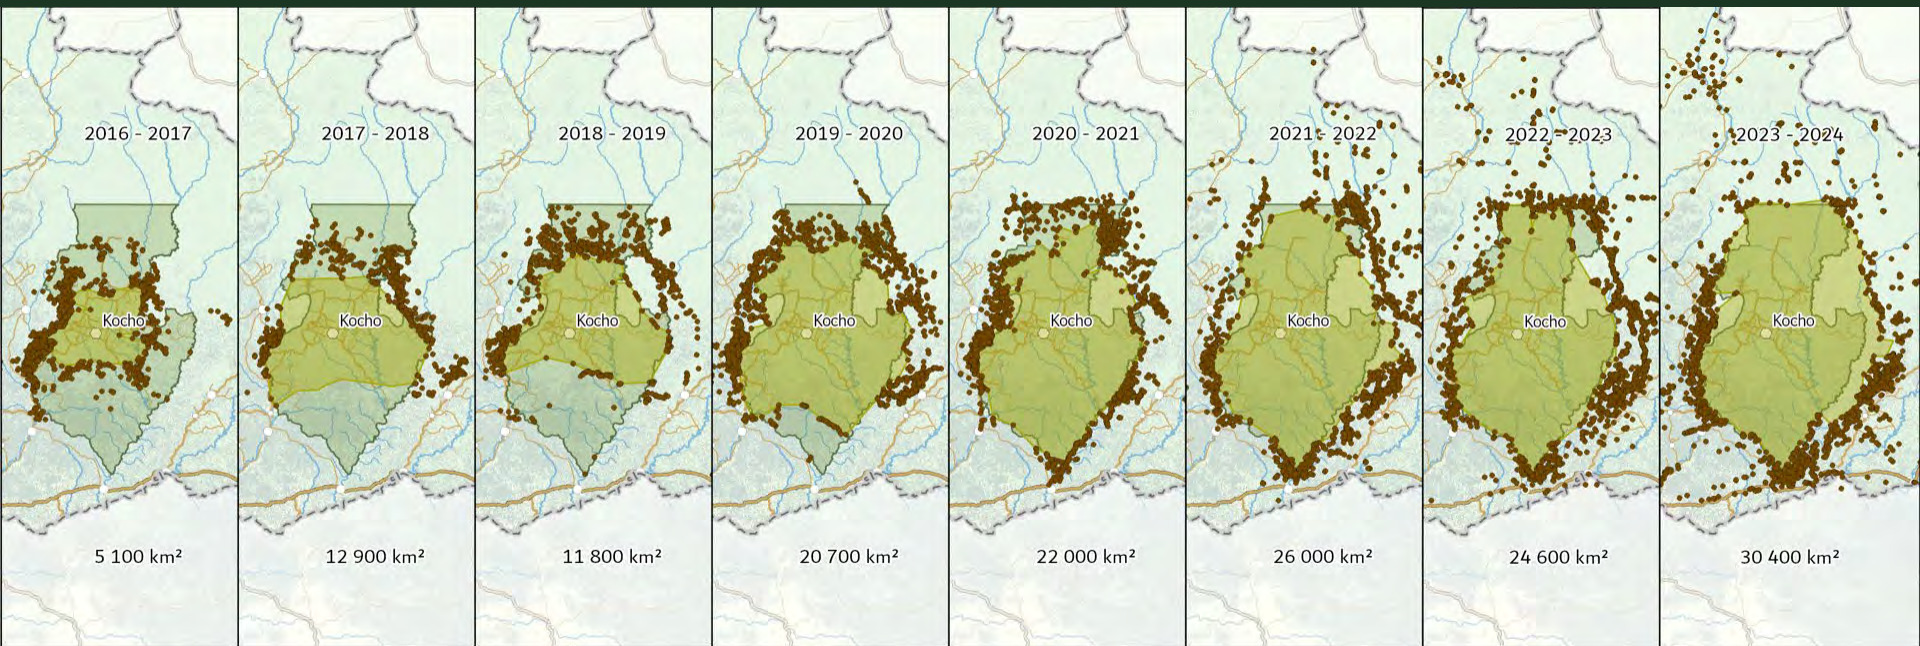 2016 - 2017
2017 - 2018
2018 - 2019
2019 - 2020
2020 - 2021
2021 - 2022
2022 - 2023
2023 - 2024
Kocho
Kocho
Kocho
Kocho
Kocho
Kocho
Kocho
Kocho
5 100 km²
12 900 km²
11 800 km²
20 700 km²
22 000 km²
26 000 km²
24 600 km²
30 400 km²